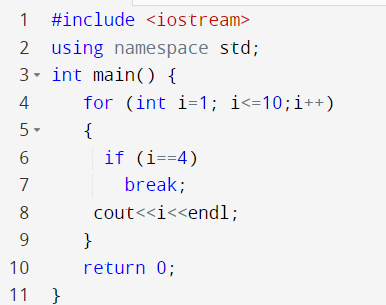 1 #include <iostream>
2 using namespace std;
3 int main() {
4 for (int i=1; i<=10;i++)
5 {
6 if (i==4)
7 break;
8 cout<<i<<endl;
9 }
10 return 0;
11 }